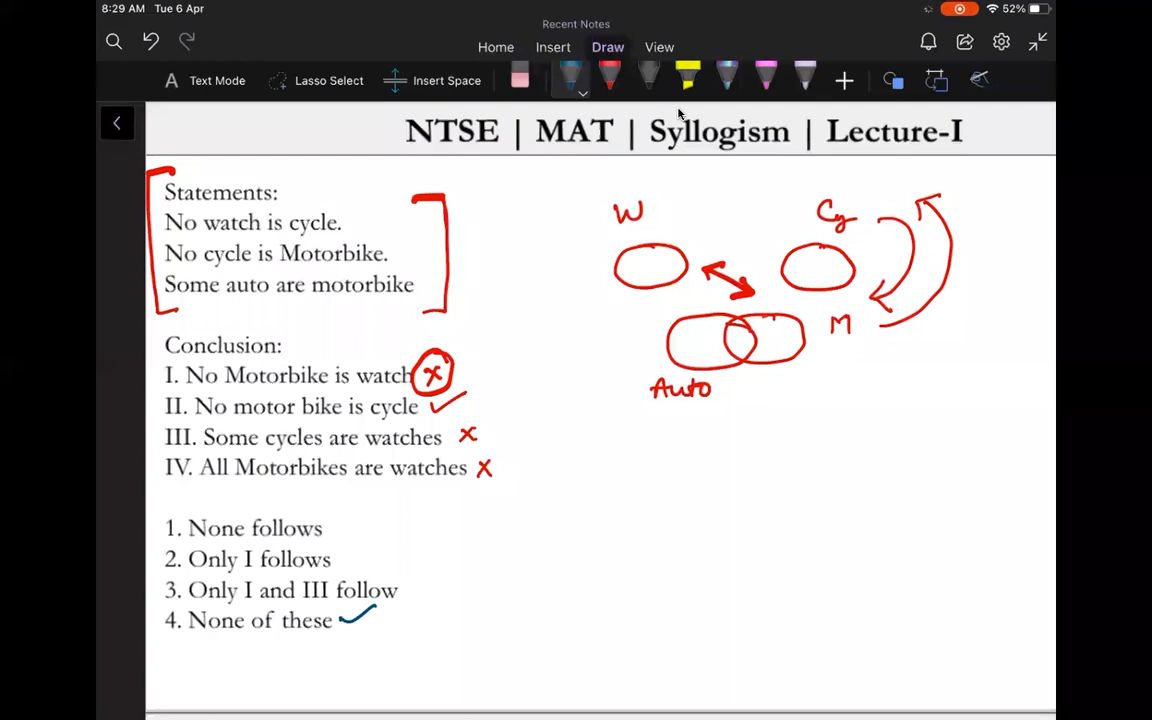 8:29 AM Tue 6 Apr
52%
Recent Notes
Home Insert Draw View
Text Mode
Lasso Select
Insert Space
NTSE | MAT | Syllogism | Lecture-I
Statements:
No watch is cycle.
No cycle is Motorbike.
Some auto are motorbike
W
Cy
M
Auto
Conclusion:
I. No Motorbike is watch
II. No motor bike is cycle
III. Some cycles are watches
IV. All Motorbikes are watches
1. None follows
2. Only I follows
3. Only I and III follow
4. None of these